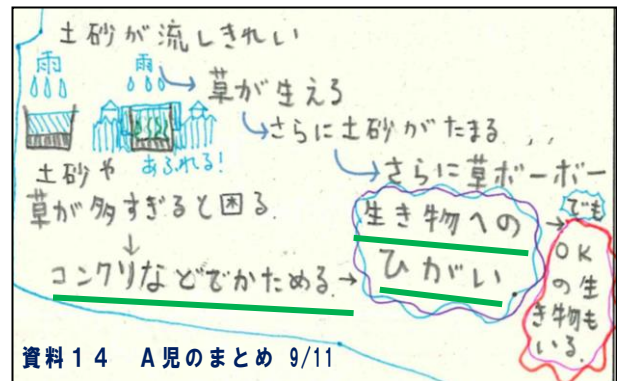 土砂が流しきれい
雨
雨
草が生える
さらに土砂がたまる
さらに草ボーボー
あふれる!
土砂や
草が多すぎると困る
コンクリなどでかためる
生き物への
ひがい
でも
OK
の生
き物も
いる
資料14 A児のまとめ 9/11